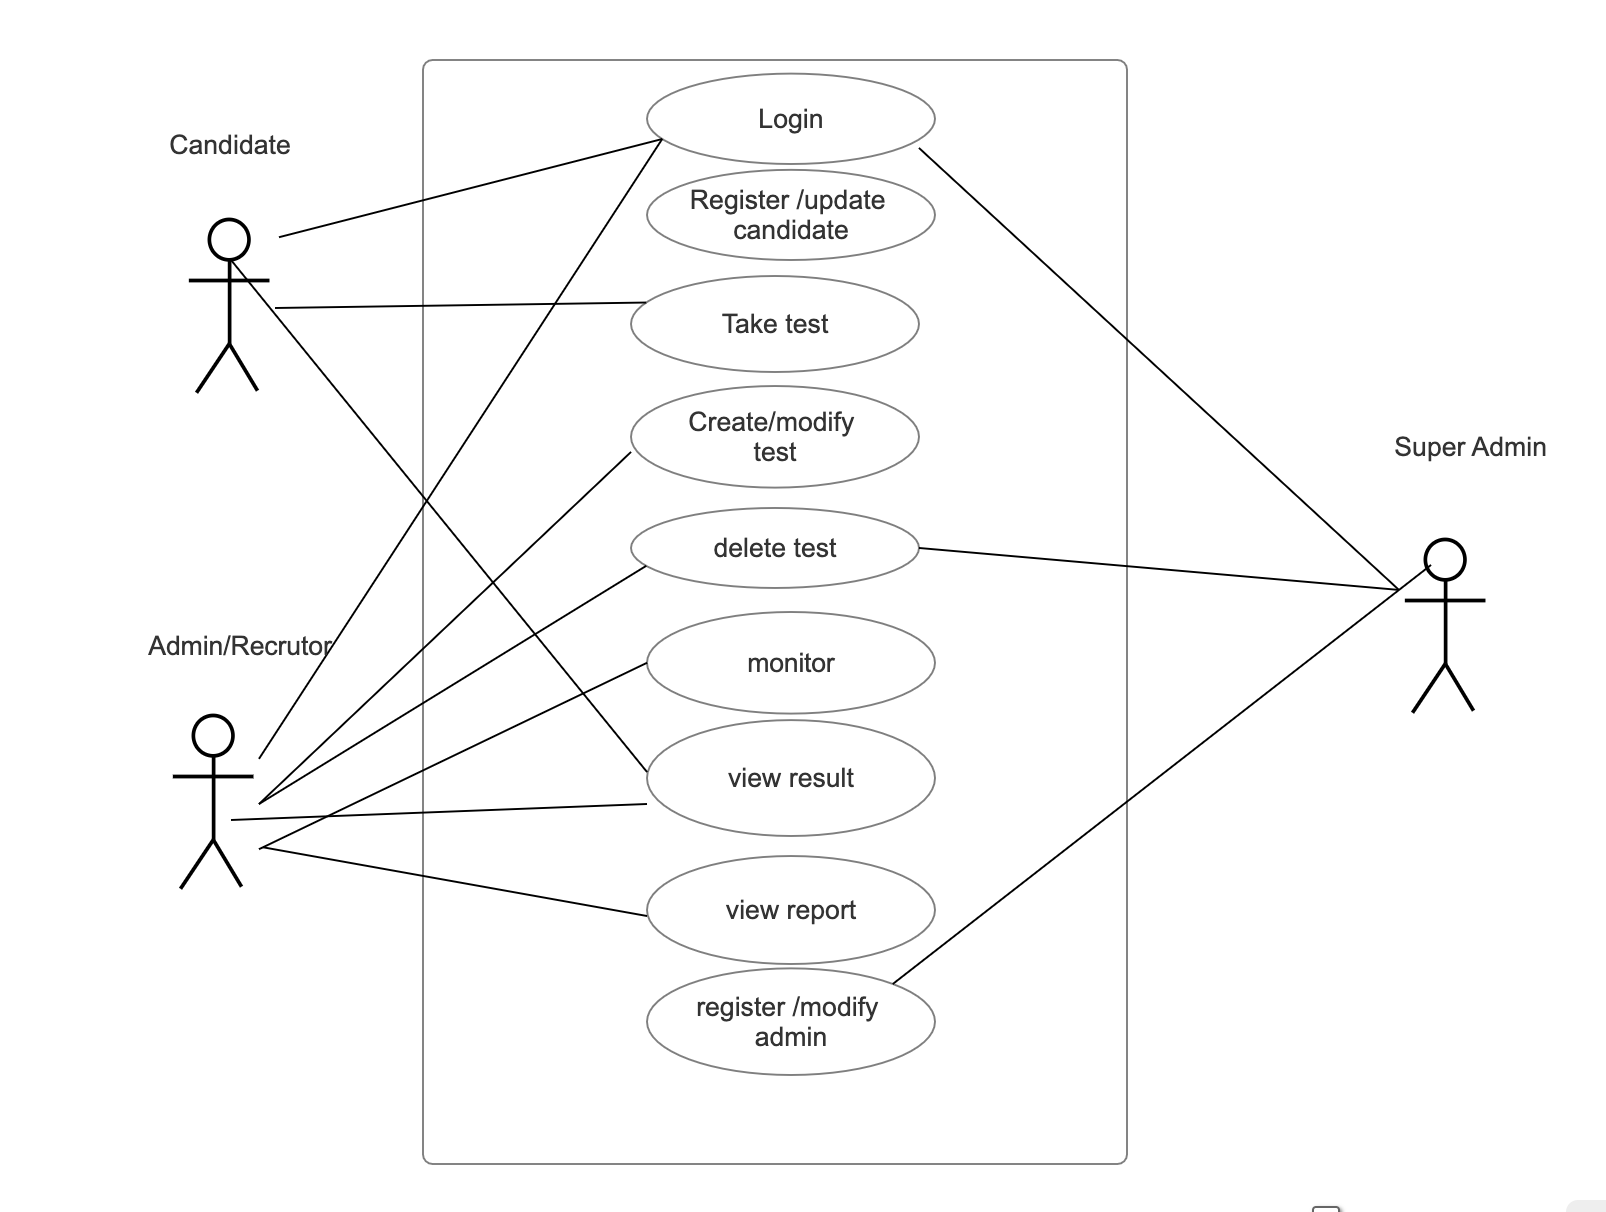 Login
Candidate
Register /update
candidate
Take test
Create/modify
test
Super Admin
delete test
Admin/Recrutor
monitor
view result
view report
register /modify
admin